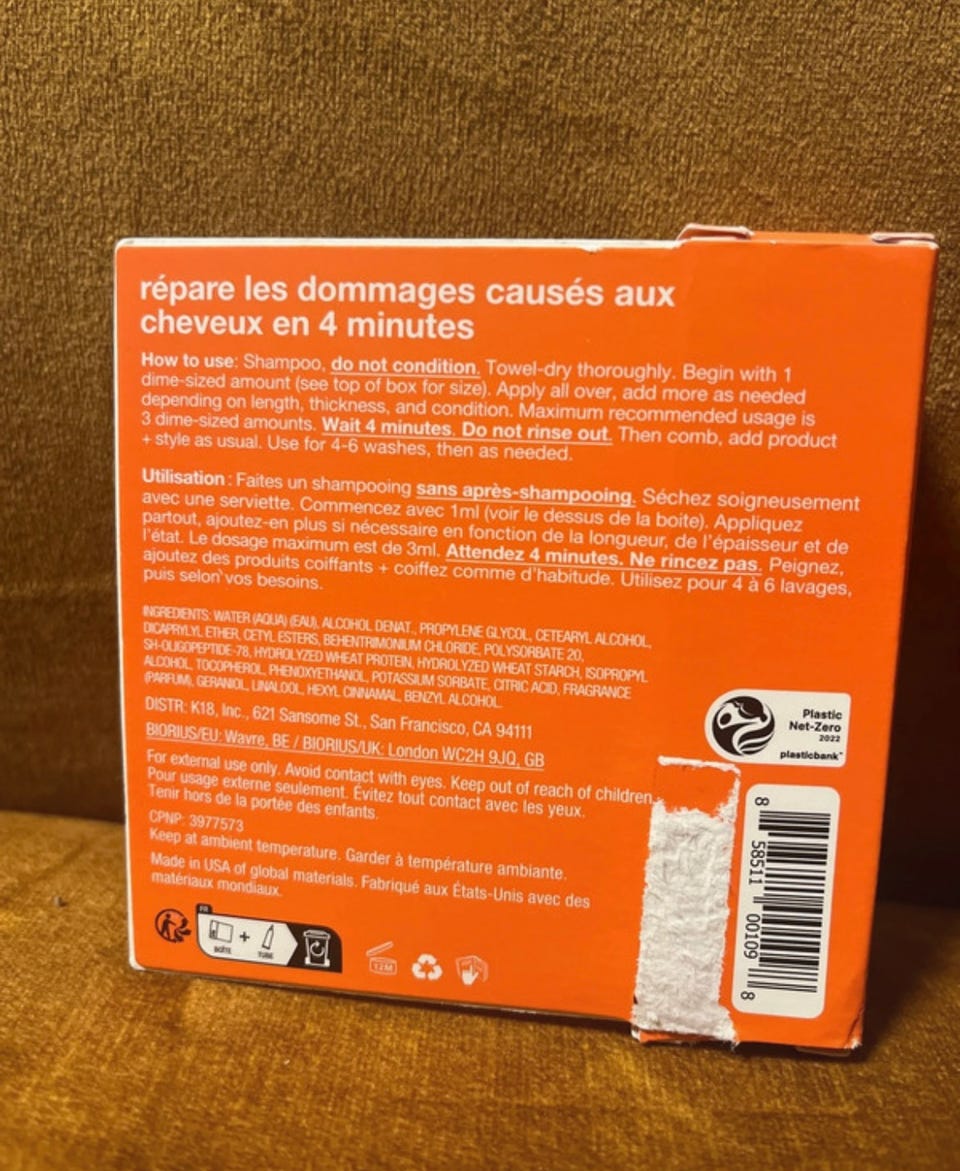 répare les dommages causés aux
cheveux en 4 minutes
How to use: Shampoo, do not condition. Towel-dry thoroughly. Begin with 1
dime-sized amount (see top of box for size). Apply all over, add more as needed
depending on length, thickness, and condition. Maximum recommended usage is
3 dime-sized amounts. Wait 4 minutes. Do not rinse out. Then comb, add product
+ style as usual. Use for 4-6 washes, then as needed.
Utilisation : Faites un shampooing sans après-shampooing. Séchez soigneusement
avec une serviette. Commencez avec 1ml (voir le dessus de la boite). Appliquez
partout, ajoutez-en plus si nécessaire en fonction de la longueur, de l'épaisseur et de
l'état. Le dosage maximum est de 3ml. Attendez 4 minutes. Ne rincez pas. Peignez,
ajoutez des produits coiffants + coiffez comme d'habitude. Utilisez pour 4 à 6 lavages,
puis selon vos besoins.
INGREDIENTS: WATER (AQUA) (EAU), ALCOHOL DENAT., PROPYLENE GLYCOL, CETEARYL ALCOHOL,
DICAPRYLYL ETHER, CETYL ESTERS, BEHENTRIMONIUM CHLORIDE, POLYSORBATE 20,
SH-OLIGOPEPTIDE-78, HYDROLYZED WHEAT PROTEIN, HYDROLYZED WHEAT STARCH, ISOPROPYL
ALCOHOL, TOCOPHEROL, PHENOXYETHANOL, POTASSIUM SORBATE, CITRIC ACID, FRAGRANCE
(PARFUM), GERANIOL, LINALOOL, HEXYL CINNAMAL, BENZYL ALCOHOL.
DISTR: K18, Inc., 621 Sansome St., San Francisco, CA 94111
BIORIUS/EU: Wavre, BE / BIORIUS/UK: London WC2H 9JQ, GB
For external use only. Avoid contact with eyes. Keep out of reach of children.
Pour usage externe seulement. Évitez tout contact avec les yeux.
Tenir hors de la portée des enfants.
CPNP: 3977573
Keep at ambient temperature. Garder à température ambiante.
Made in USA of global materials. Fabriqué aux États-Unis avec des
matériaux mondiaux.
FR
BOÎTE + TUBE
12M
Plastic
Net-Zero
2022
plasticbank
8 58511 00109 8